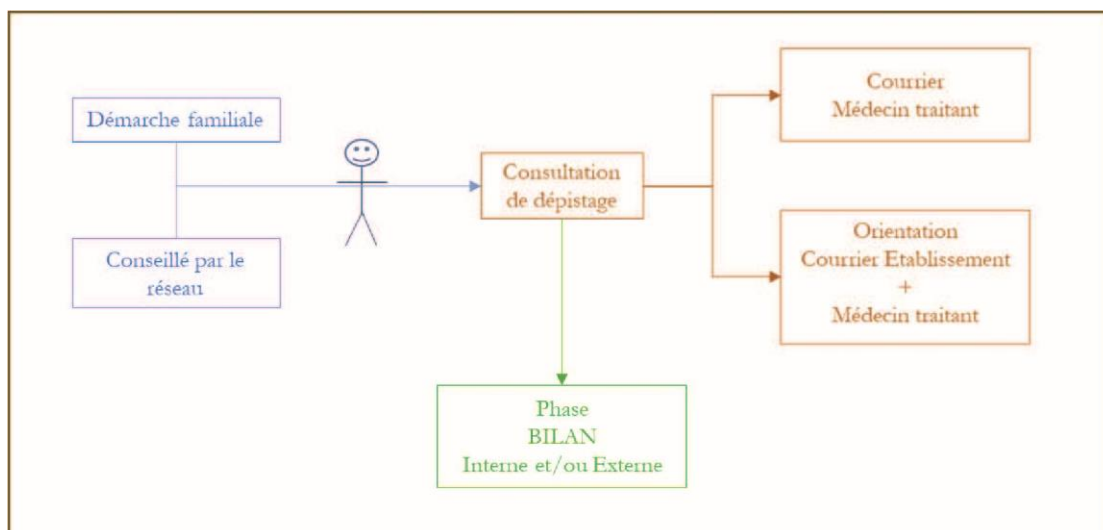 Démarche familiale
Conseillé par le
réseau
Consultation
de dépistage
Courrier
Médecin traitant
Orientation
Courrier Etablissement
+
Médecin traitant
Phase
BILAN
Interne et/ou Externe